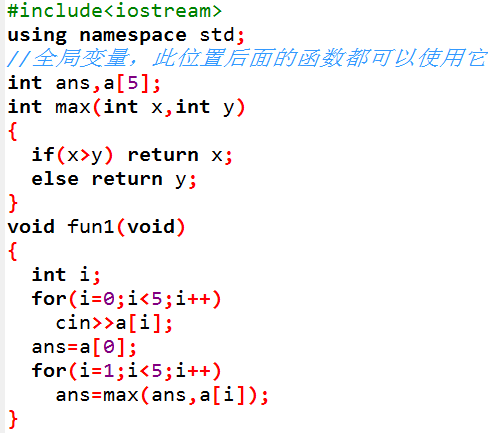 #include<iostream>
using namespace std;
//全局变量，此位置后面的函数都可以使用它
int ans,a[5];
int max(int x,int y)
{
  if(x>y) return x;
  else return y;
}
void fun1(void)
{
  int i;
  for(i=0;i<5;i++)
    cin>>a[i];
  ans=a[0];
  for(i=1;i<5;i++)
    ans=max(ans,a[i]);
}